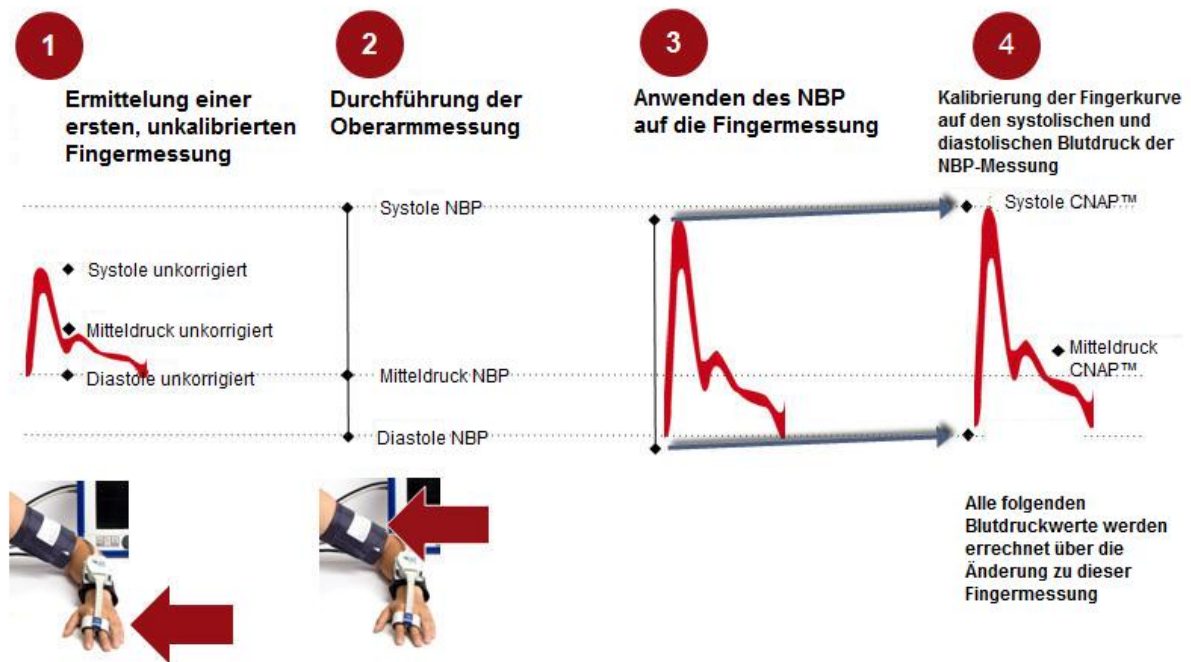 1
Ermittelung einer
ersten, unkalibrierten
Fingermessung
2
Durchführung der
Oberarmmessung
3
Anwenden des NBP
auf die Fingermessung
4
Kalibrierung der Fingerkurve
auf den systolischen und
diastolischen Blutdruck der
NBP-Messung
Systole unkorrigiert
Mitteldruck unkorrigiert
Diastole unkorrigiert
Systole NBP
Mitteldruck NBP
Diastole NBP
Systole CNAP™
Mitteldruck
CNAP™
Alle folgenden
Blutdruckwerte werden
errechnet über die
Änderung zu dieser
Fingermessung